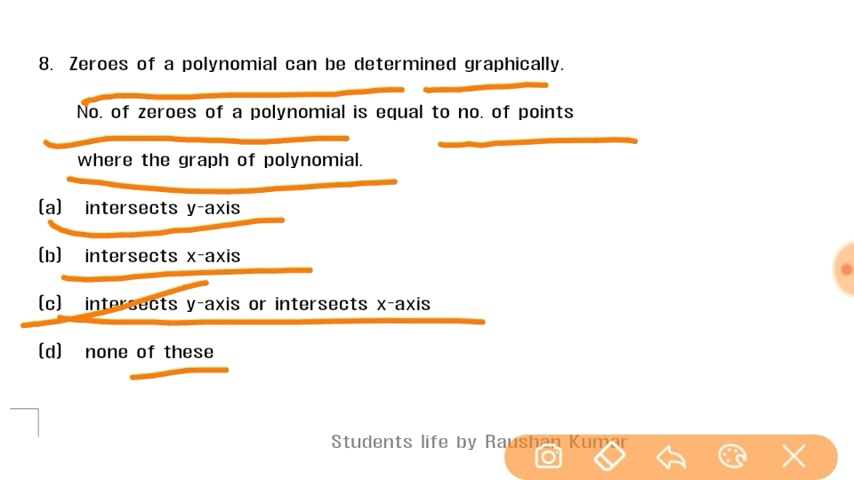 8. Zeroes of a polynomial can be determined graphically.
No. of zeroes of a polynomial is equal to no. of points
where the graph of polynomial.
(a) intersects y-axis
(b) intersects x-axis
(c) intersects y-axis or intersects x-axis
(d) none of these
Students life by Raushan Kumar